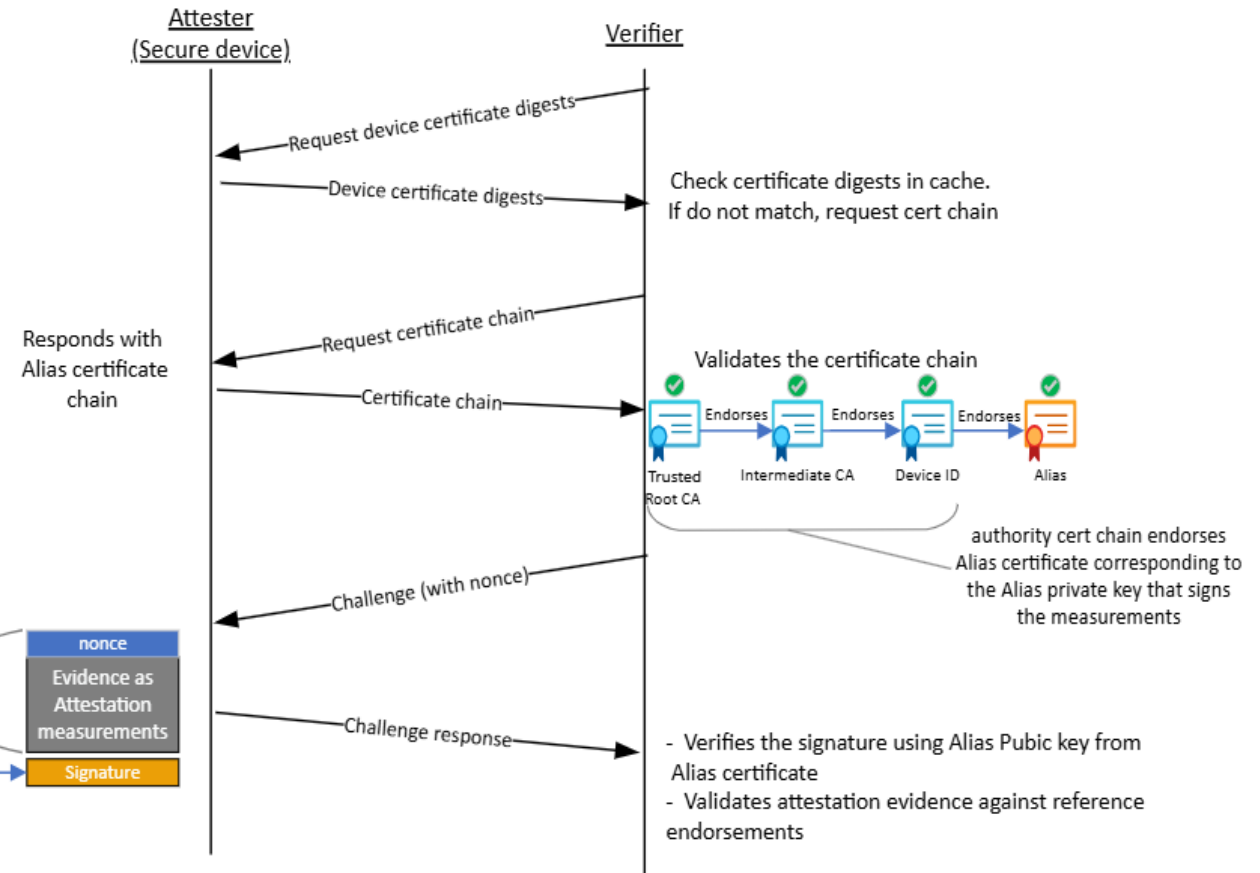 Attester
(Secure device)
Verifier
Request device certificate digests
Device certificate digests
Check certificate digests in cache.
If do not match, request cert chain
Request certificate chain
Responds with
Alias certificate
chain
Validates the certificate chain
Certificate chain
Endorses
Endorses
Endorses
Trusted
Root CA
Intermediate CA
Device ID
Alias
authority cert chain endorses
Alias certificate corresponding to
the Alias private key that signs
the measurements
Challenge (with nonce)
nonce
Evidence as
Attestation
measurements
Signature
Challenge response
- Verifies the signature using Alias Pubic key from
Alias certificate
- Validates attestation evidence against reference
endorsements